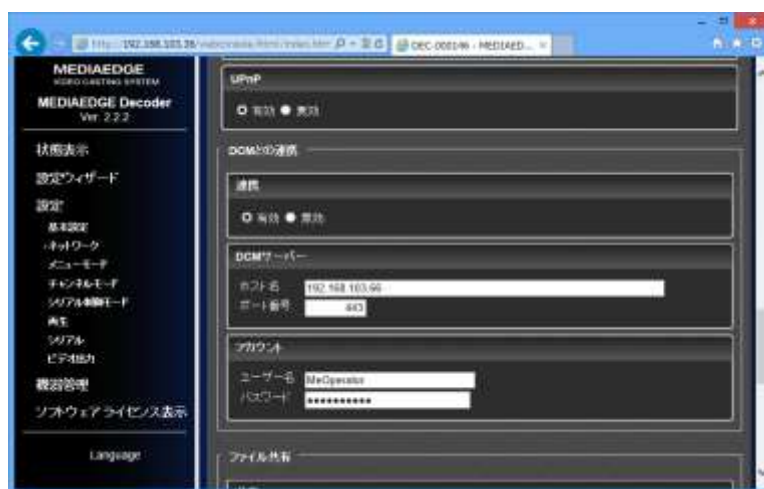 DEC-000146 - MEDIAED...
MEDIAEDGE
VIDEO CASTING SYSTEM
MEDIAEDGE Decoder
Ver. 2.2.2
状態表示
設定ウィザード
設定
基本設定
ネットワーク
メニューモード
チャンネルモード
シリアル制御モード
再生
シリアル
ビデオ出力
機器管理
ソフトウェアライセンス表示
Language
UPnP
有効 無効
DCMとの連携
連携
有効 無効
DCMサーバー
ホスト名 192.168.103.66
ポート番号 443
アカウント
ユーザー名 MeOperator
パスワード ●●●●●●●●●●
ファイル共有